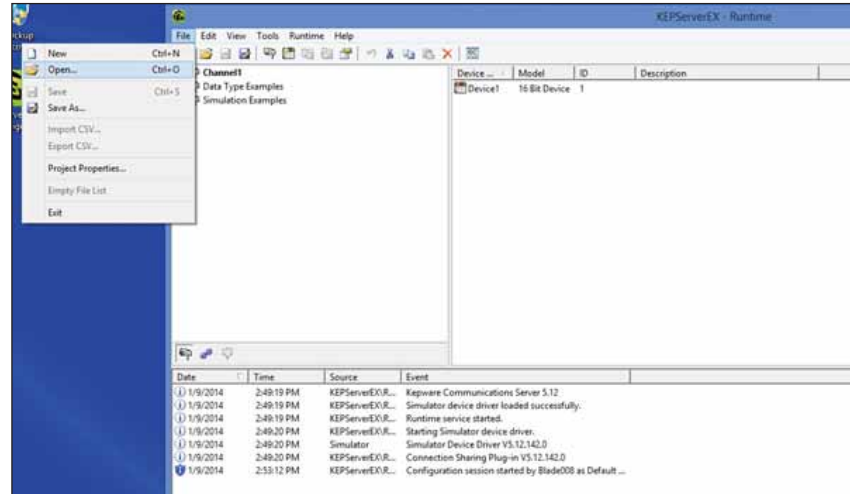 KEPServerEX - Runtime
File Edit View Tools Runtime Help
New Ctrl+N
Open... Ctrl+O
Save Ctrl+S
Save As...
Import CSV...
Export CSV...
Project Properties...
Empty File List
Exit
Channel1
Data Type Examples
Simulation Examples
Device ... Model ID Description
Device1 16 Bit Device 1
Date Time Source Event
1/9/2014 2:49:19 PM KEPServerEX\R... Kepware Communications Server 5.12
1/9/2014 2:49:19 PM KEPServerEX\R... Simulator device driver loaded successfully.
1/9/2014 2:49:19 PM KEPServerEX\R... Runtime service started.
1/9/2014 2:49:20 PM KEPServerEX\R... Starting Simulator device driver.
1/9/2014 2:49:20 PM Simulator Simulator Device Driver V5.12.142.0
1/9/2014 2:49:20 PM KEPServerEX\R... Connection Sharing Plug-in V5.12.142.0
1/9/2014 2:53:12 PM KEPServerEX\R... Configuration session started by Blade008 as Default ...